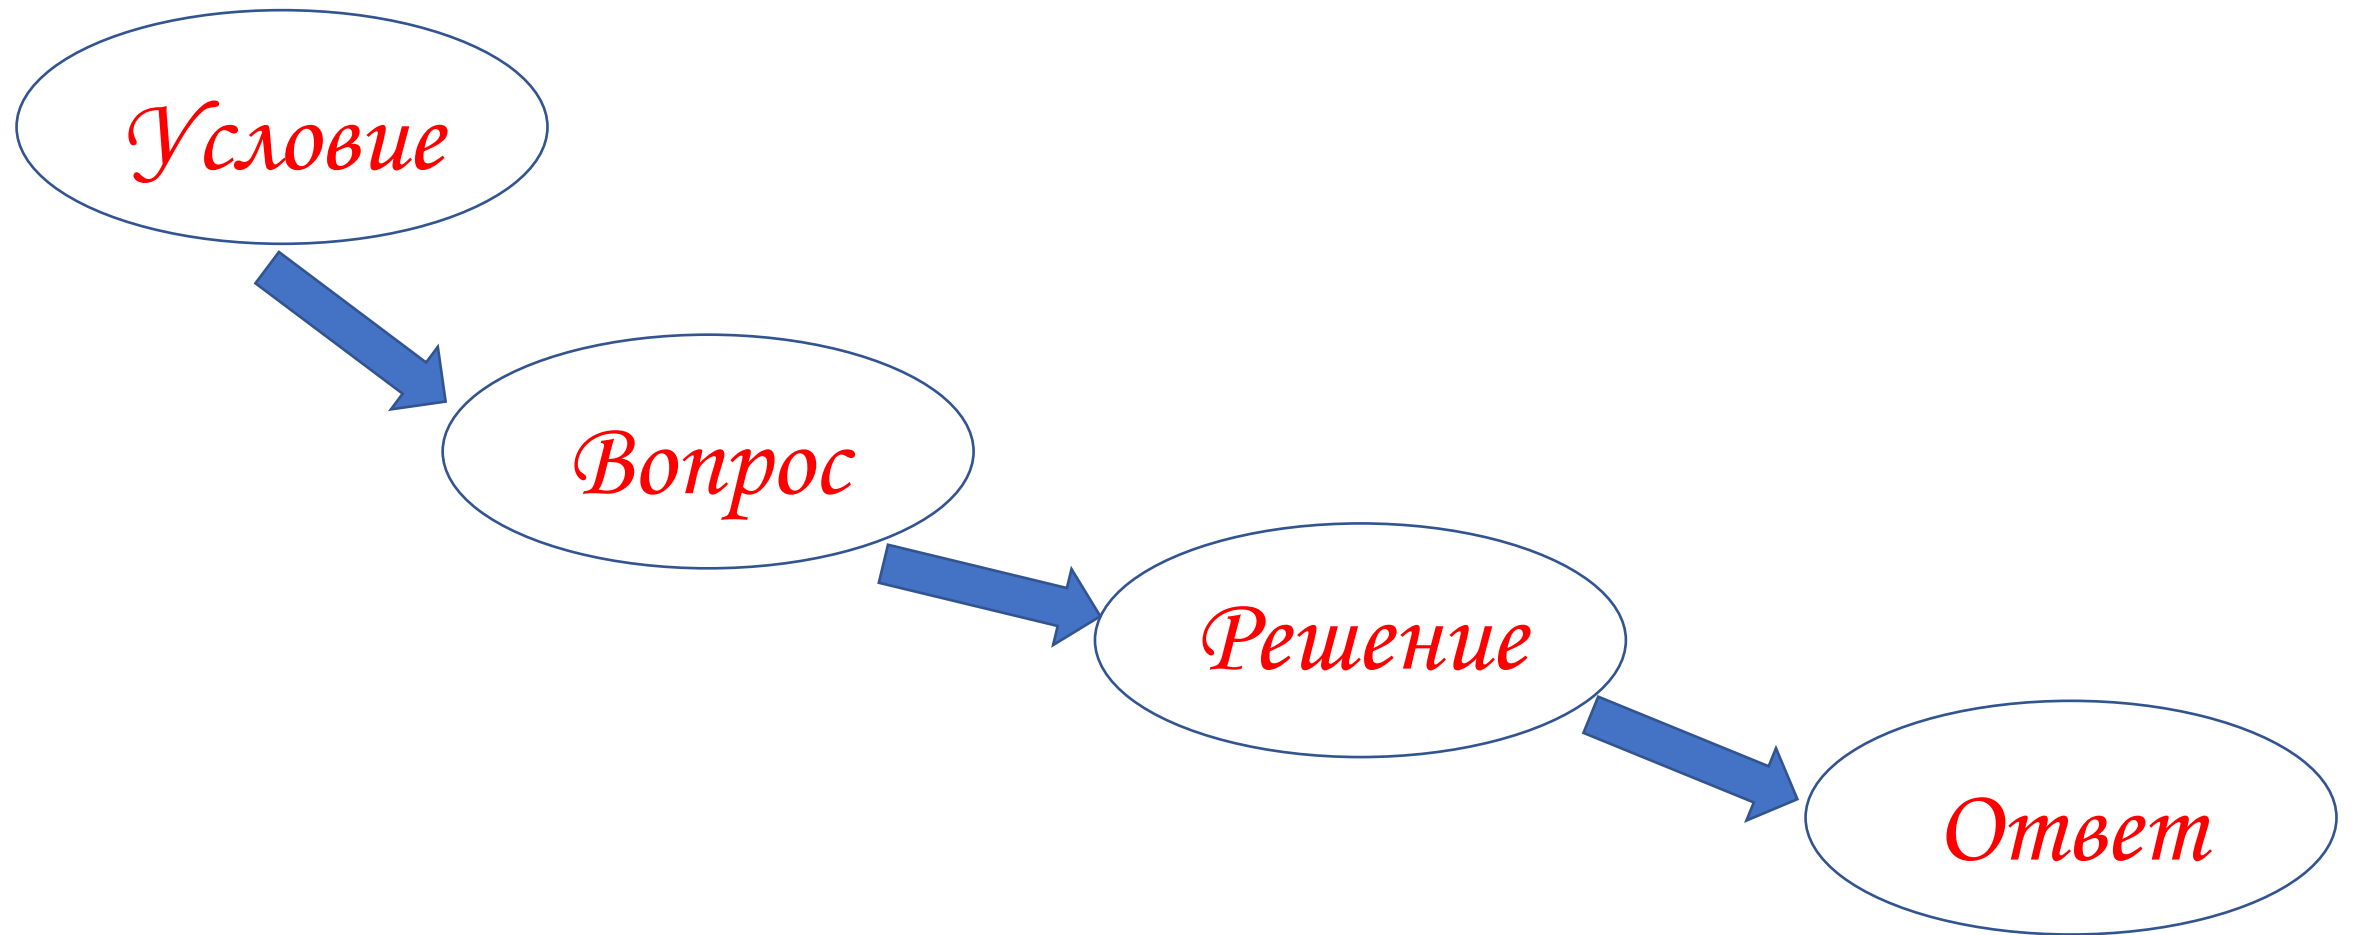 Условие
Вопрос
Решение
Ответ